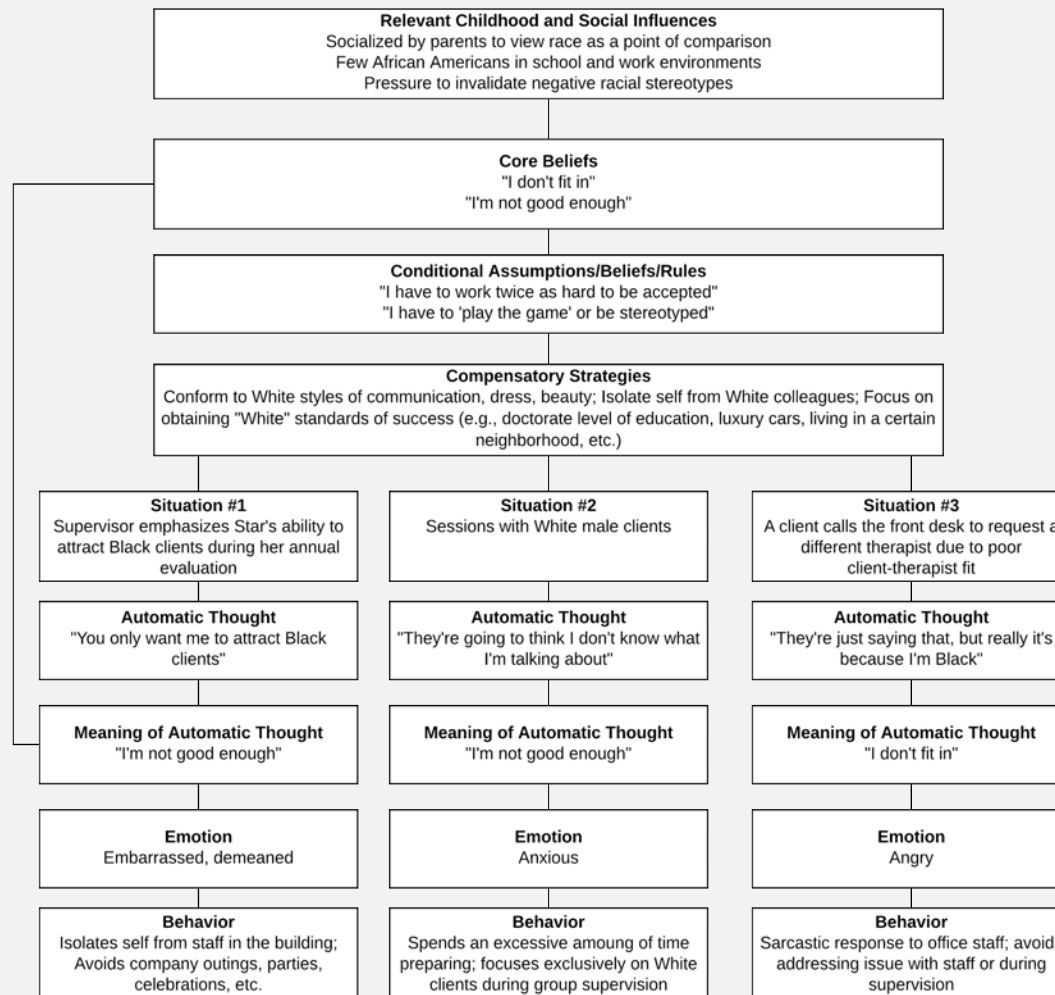 Relevant Childhood and Social Influences
Socialized by parents to view race as a point of comparison
Few African Americans in school and work environments
Pressure to invalidate negative racial stereotypes
Core Beliefs
"I don't fit in"
"I'm not good enough"
Conditional Assumptions/Beliefs/Rules
"I have to work twice as hard to be accepted"
"I have to 'play the game' or be stereotyped"
Compensatory Strategies
Conform to White styles of communication, dress, beauty; Isolate self from White colleagues; Focus on
obtaining "White" standards of success (e.g., doctorate level of education, luxury cars, living in a certain
neighborhood, etc.)
Situation #1
Supervisor emphasizes Star's ability to
attract Black clients during her annual
evaluation
Automatic Thought
"You only want me to attract Black
clients"
Meaning of Automatic Thought
"I'm not good enough"
Emotion
Embarrassed, demeaned
Behavior
Isolates self from staff in the building;
Avoids company outings, parties,
celebrations, etc.
Situation #2
Sessions with White male clients
Automatic Thought
"They're going to think I don't know what
I'm talking about"
Meaning of Automatic Thought
"I'm not good enough"
Emotion
Anxious
Behavior
Spends an excessive amoung of time
preparing; focuses exclusively on White
clients during group supervision
Situation #3
A client calls the front desk to request a
different therapist due to poor
client-therapist fit
Automatic Thought
"They're just saying that, but really it's
because I'm Black"
Meaning of Automatic Thought
"I don't fit in"
Emotion
Angry
Behavior
Sarcastic response to office staff; avoids
addressing issue with staff or during
supervision